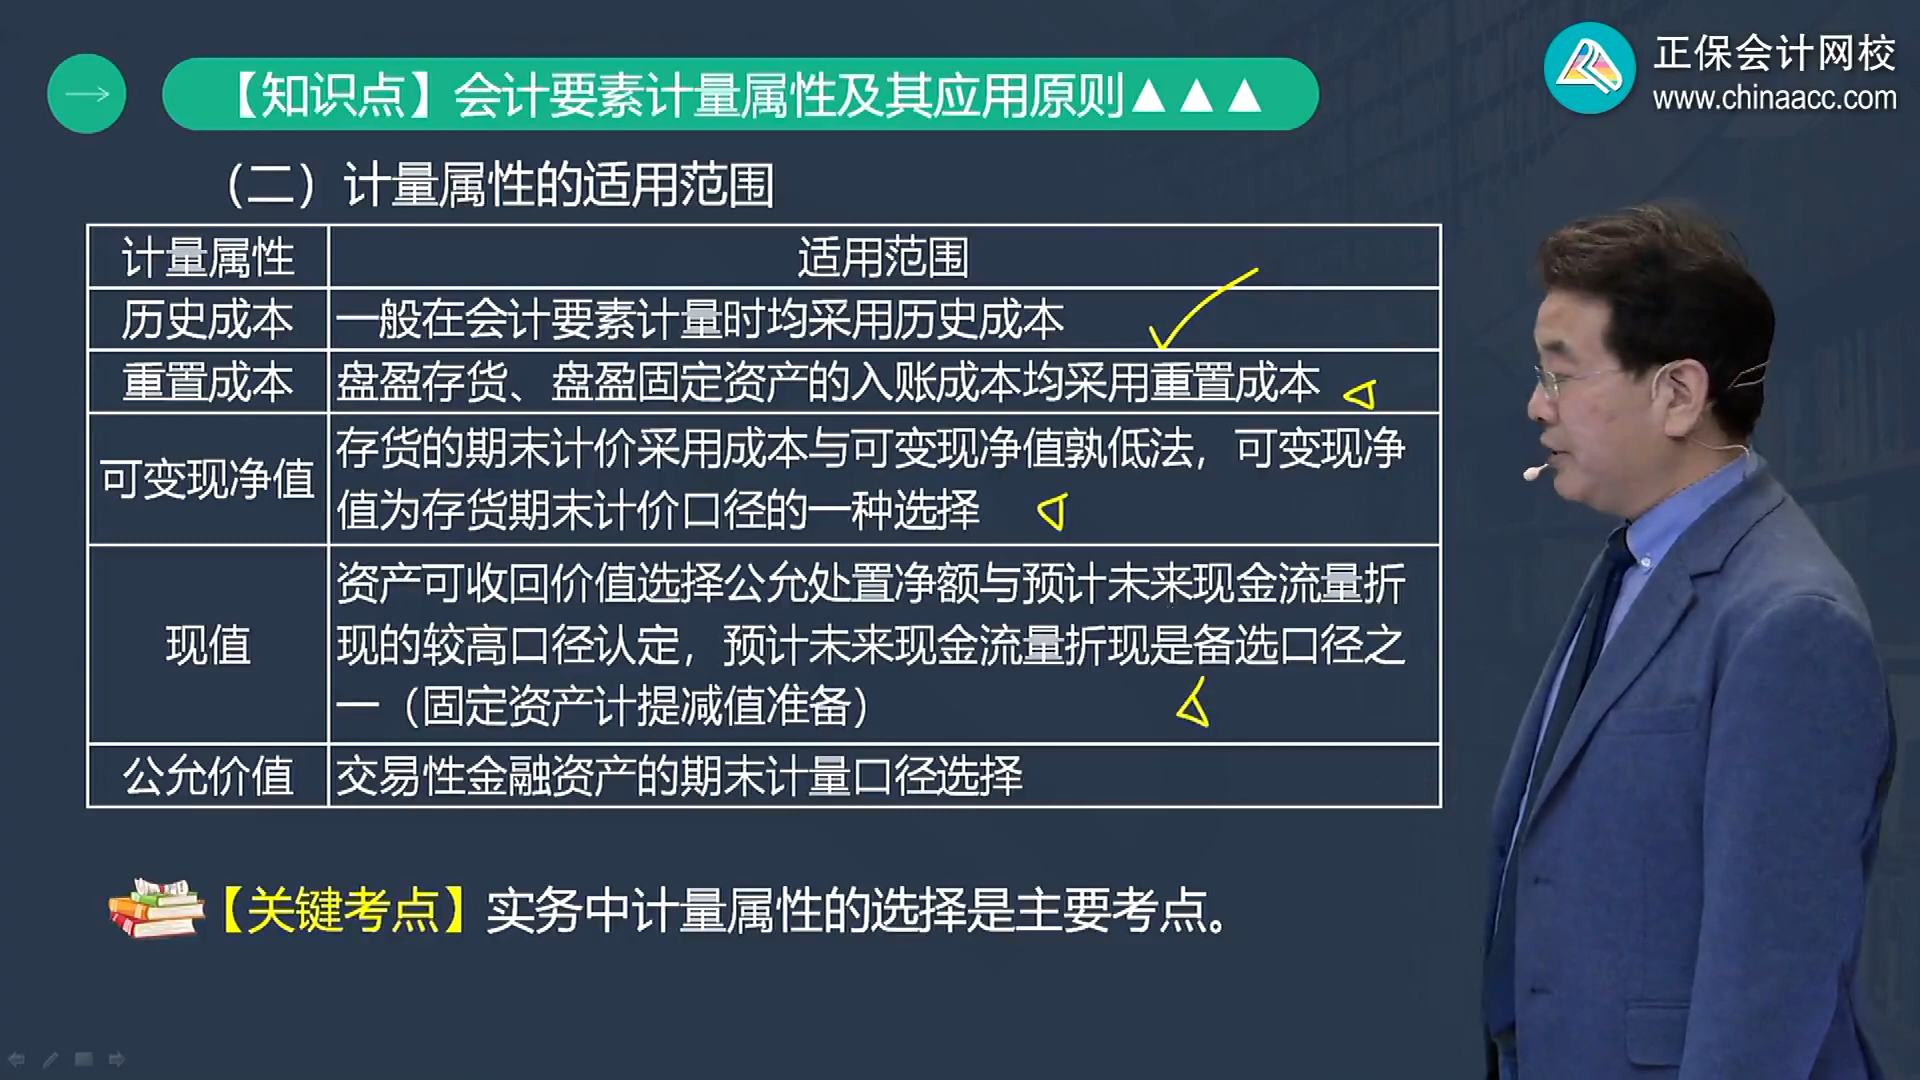 正保会计网校
www.chinaacc.com
【知识点】会计要素计量属性及其应用原则▲▲▲
（二）计量属性的适用范围
计量属性 适用范围
历史成本 一般在会计要素计量时均采用历史成本
重置成本 盘盈存货、盘盈固定资产的入账成本均采用重置成本
可变现净值 存货的期末计价采用成本与可变现净值孰低法，可变现净
值为存货期末计价口径的一种选择
现值 资产可收回价值选择公允处置净额与预计未来现金流量折
现的较高口径认定，预计未来现金流量折现是备选口径之
一（固定资产计提减值准备）
公允价值 交易性金融资产的期末计量口径选择
【关键考点】实务中计量属性的选择是主要考点。